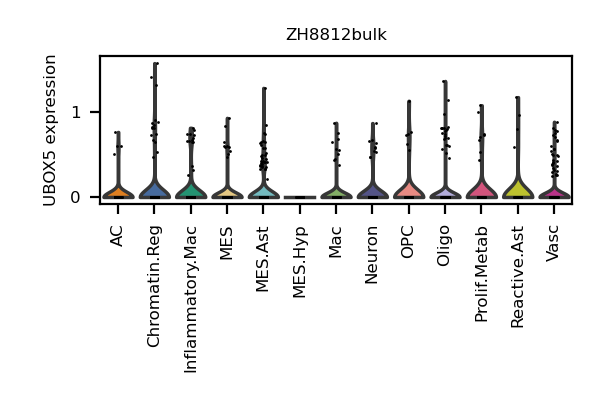 ZH8812bulk
UBOX5 expression
1
0
AC
Chromatin.Reg
Inflammatory.Mac
MES
MES.Ast
MES.Hyp
Mac
Neuron
OPC
Oligo
Prolif.Metab
Reactive.Ast
Vasc